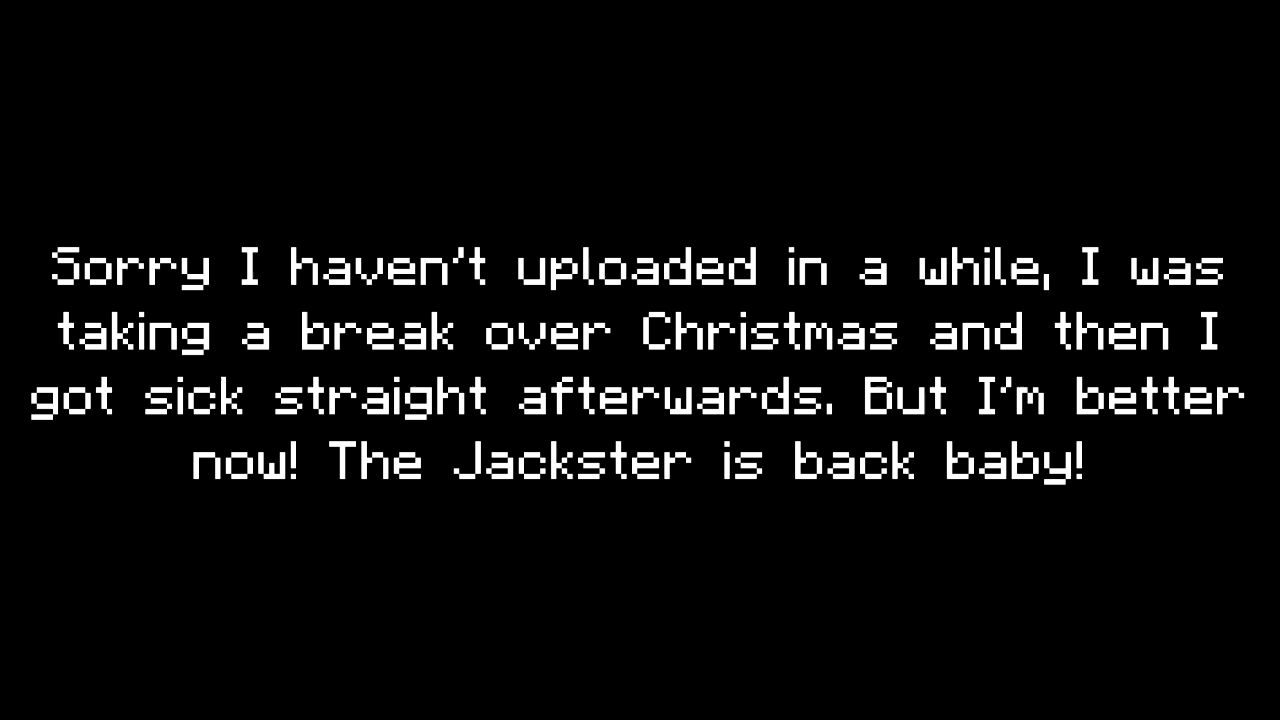 Sorry I haven't uploaded in a while, I was
taking a break over Christmas and then I
got sick straight afterwards. But I'm better
now! The Jackster is back baby!